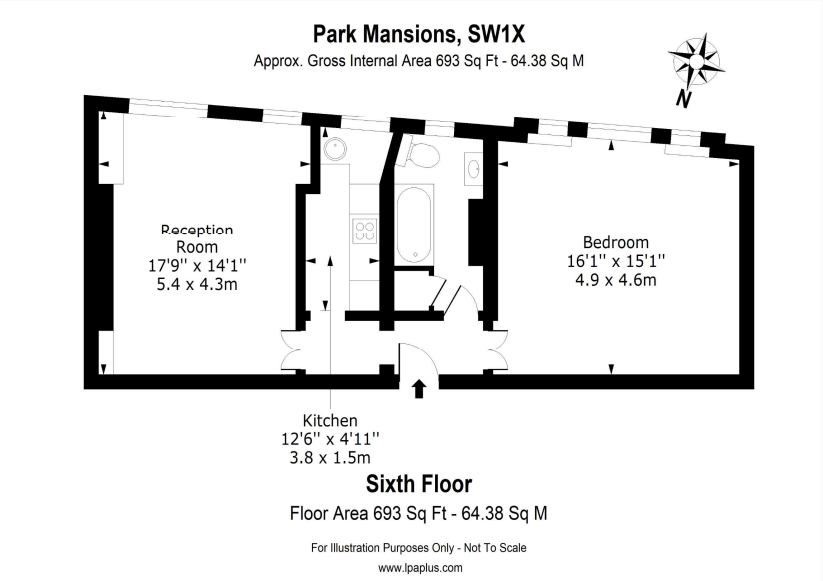 Park Mansions, SW1X
Approx. Gross Internal Area 693 Sq Ft - 64.38 Sq M
N
Reception
Room
17'9" x 14'1"
5.4 x 4.3m
Bedroom
16'1" x 15'1"
4.9 x 4.6m
Kitchen
12'6" x 4'11"
3.8 x 1.5m
Sixth Floor
Floor Area 693 Sq Ft - 64.38 Sq M
For Illustration Purposes Only - Not To Scale
www.lpaplus.com